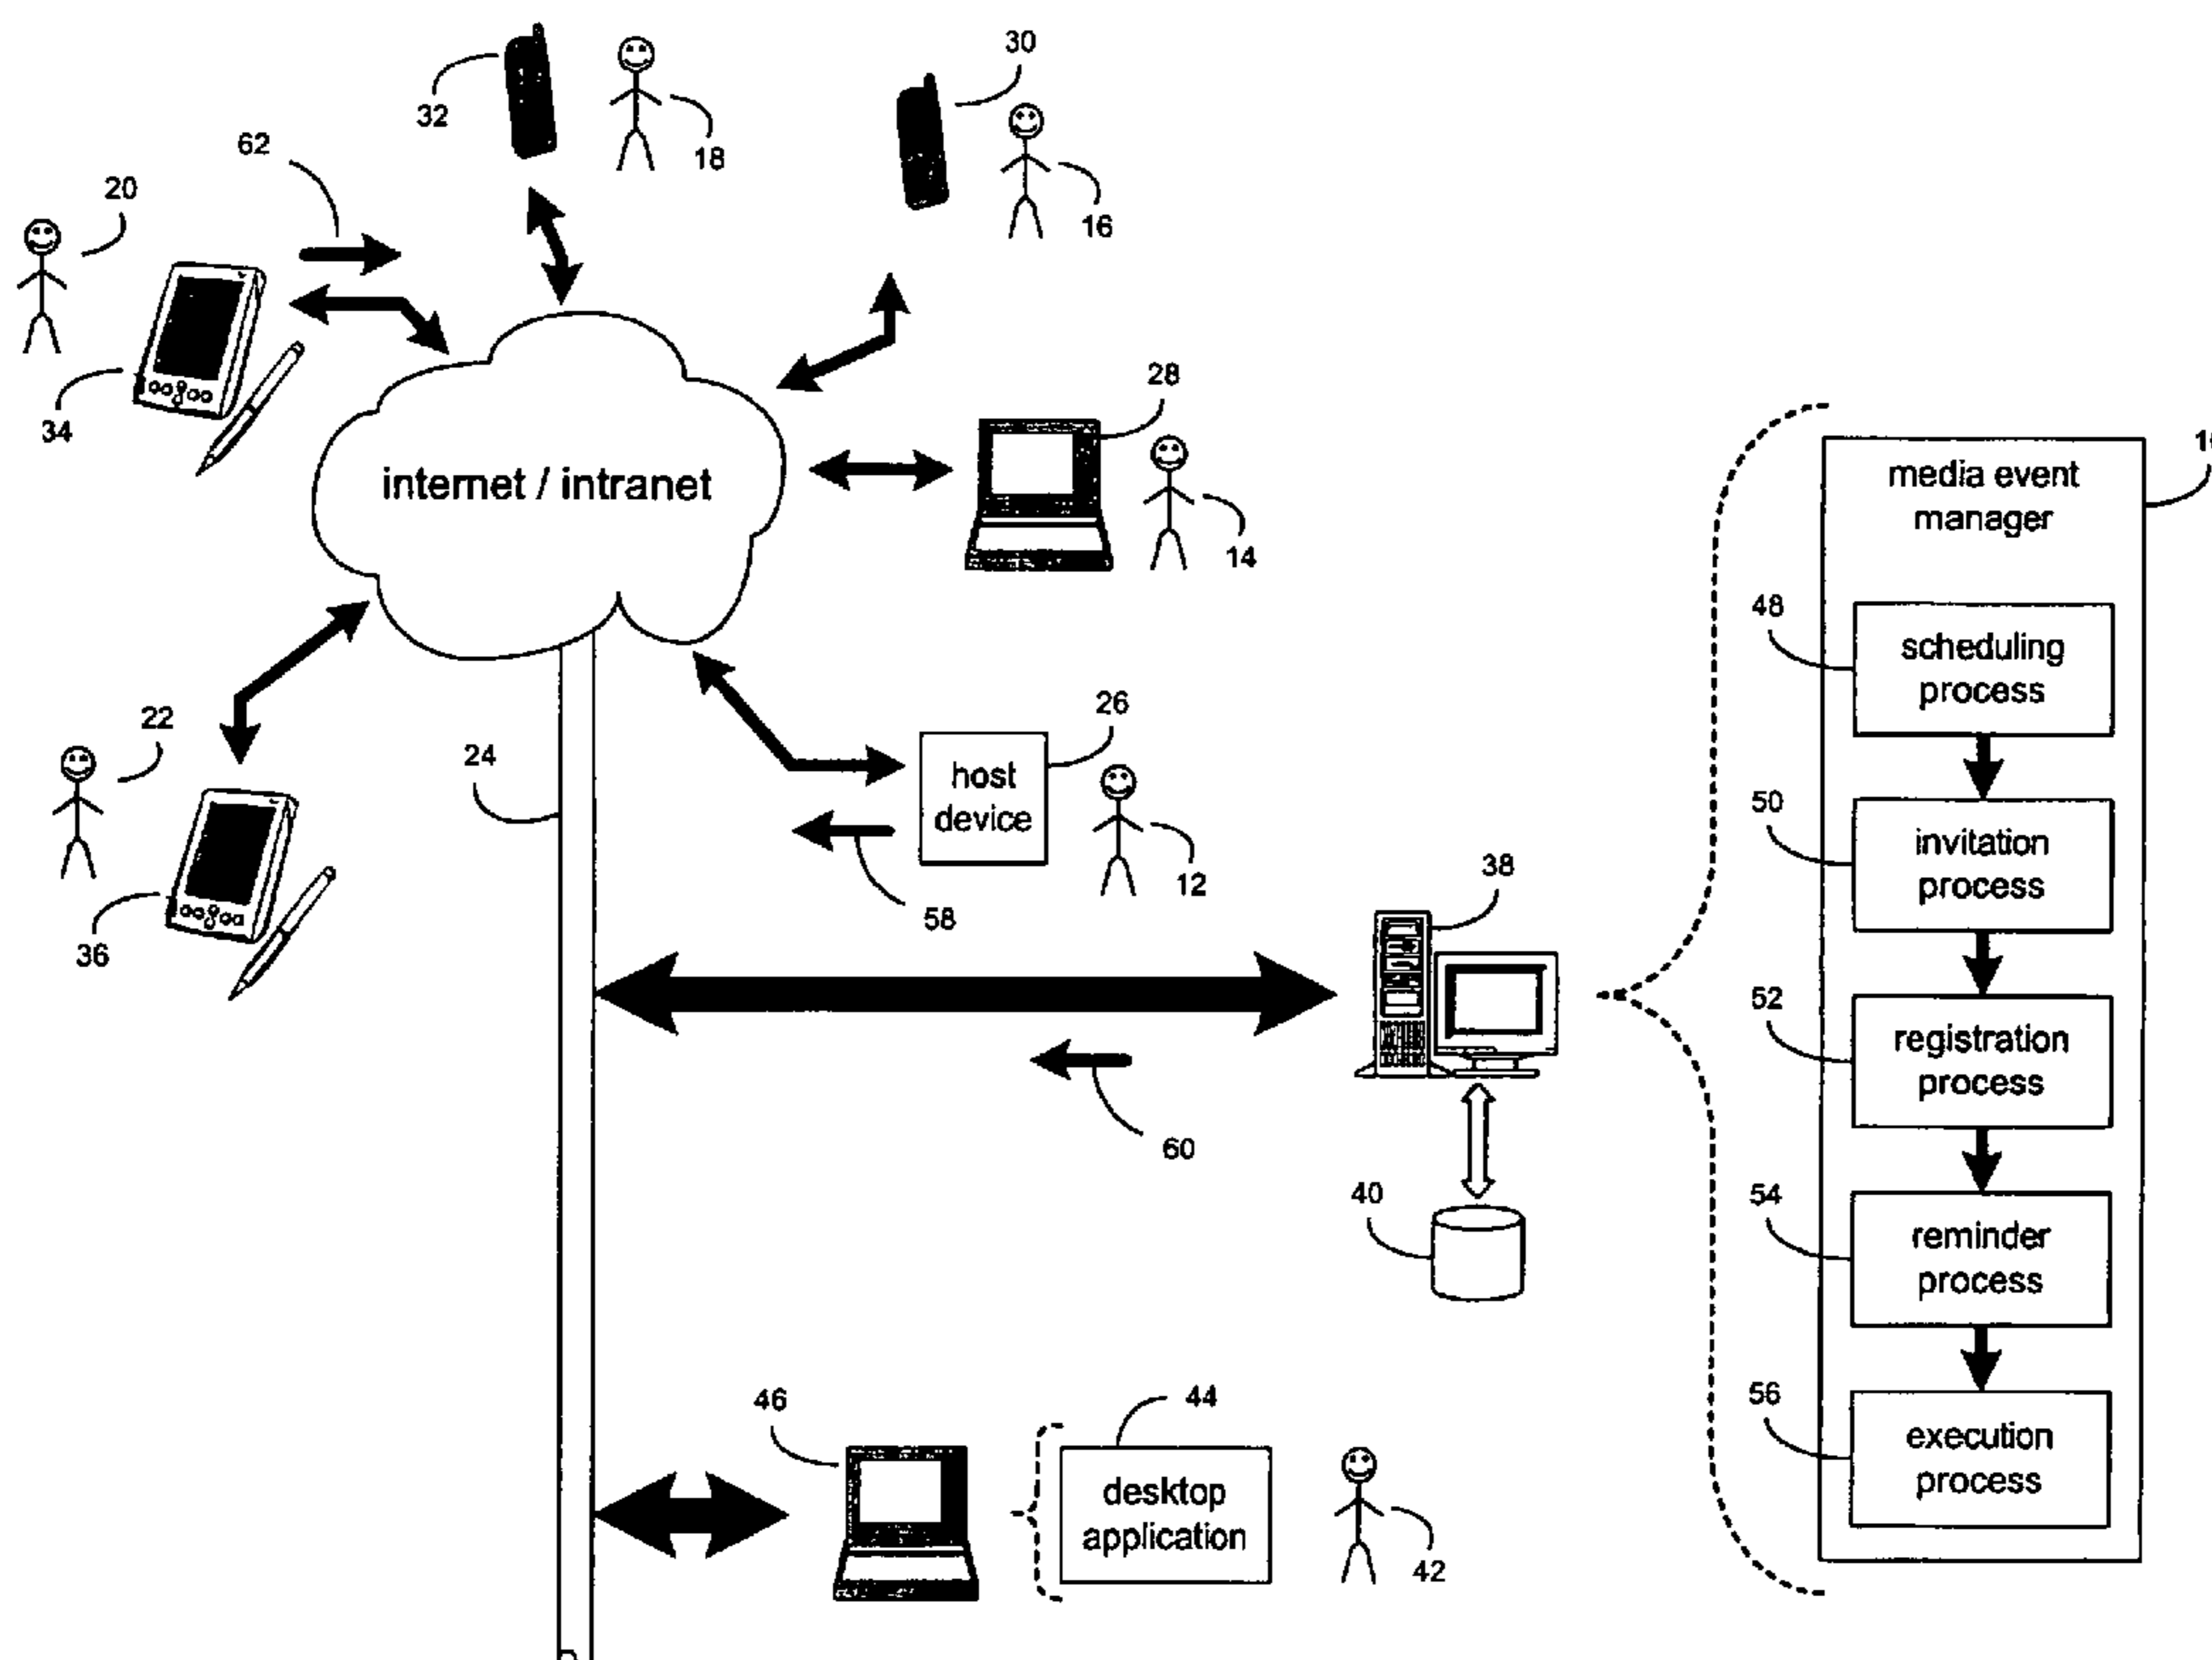 30
32
18
62
16
20
28
34
internet / intranet
14
media event
manager
48
scheduling
process
22
24
26
host
device
50
invitation
process
12
58
38
36
52
registration
process
60
40
54
reminder
process
46
44
desktop
application
42
56
execution
process